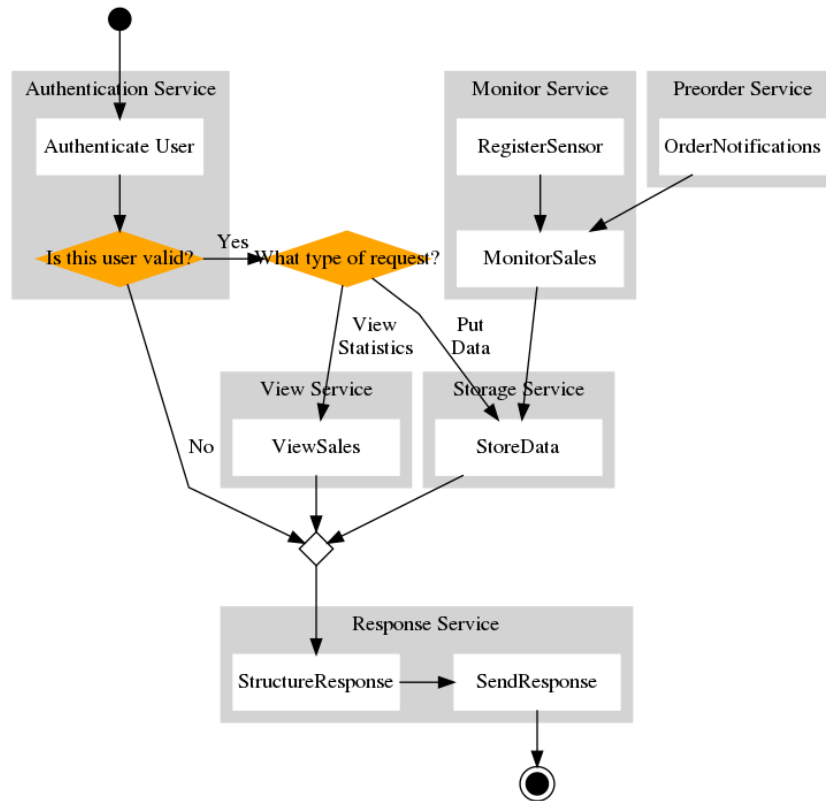 Authentication Service
Monitor Service
Preorder Service
Authenticate User
RegisterSensor
OrderNotifications
Is this user valid?
Yes
What type of request?
MonitorSales
View
Statistics
Put
Data
View Service
Storage Service
No
ViewSales
StoreData
Response Service
StructureResponse
SendResponse